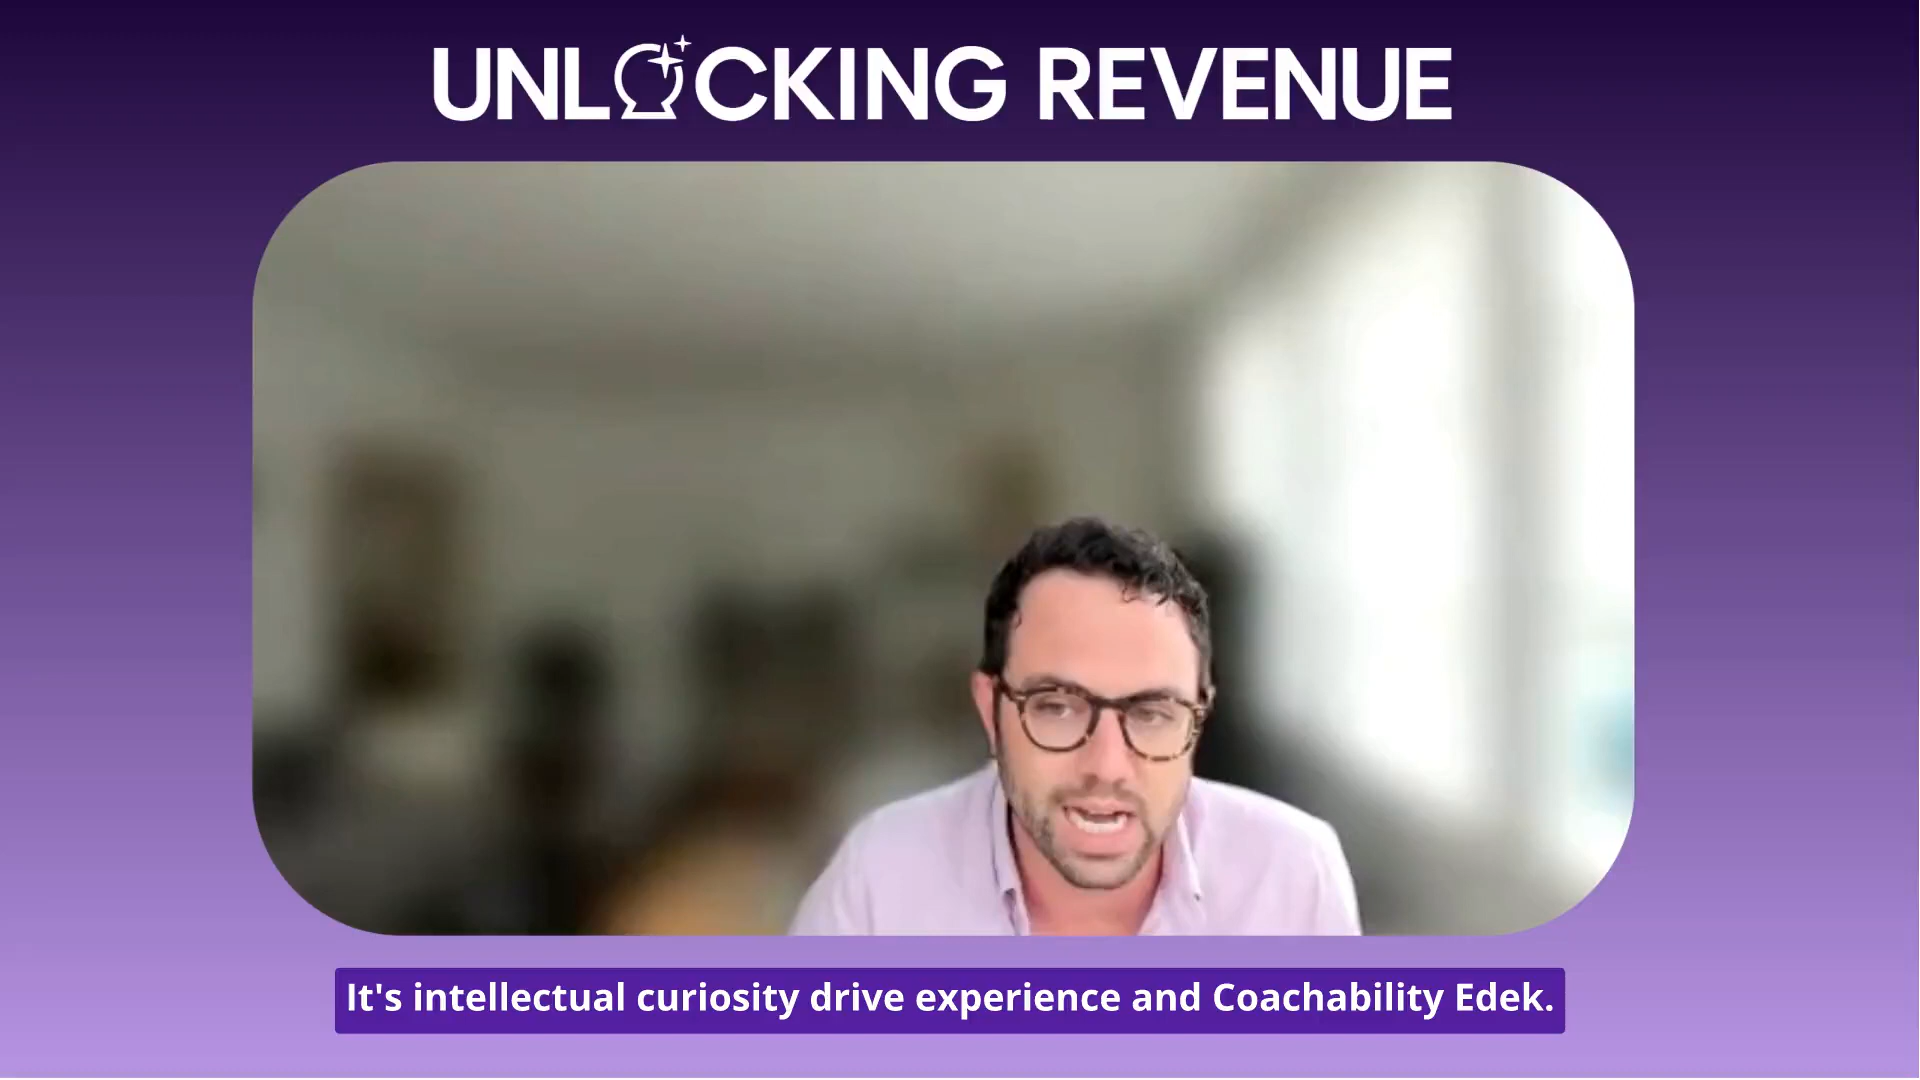 UNLOCKING REVENUE
It's intellectual curiosity drive experience and Coachability Edek.